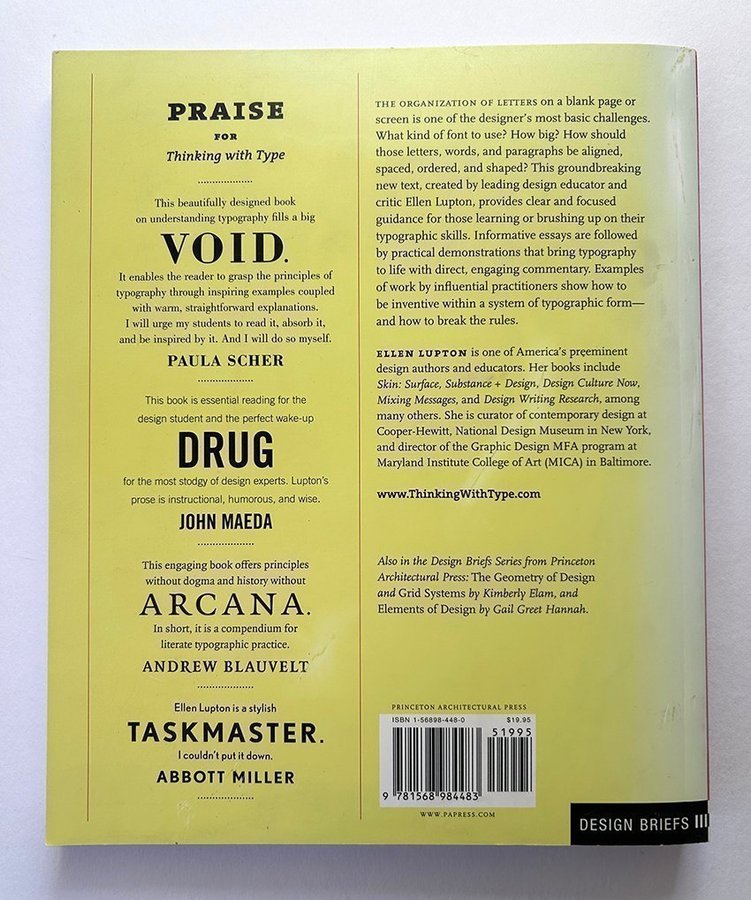 PRAISE
FOR
Thinking with Type
This beautifully designed book
on understanding typography fills a big
VOID.
It enables the reader to grasp the principles of
typography through inspiring examples coupled
with warm, straightforward explanations.
I will urge my students to read it, absorb it,
and be inspired by it. And I will do so myself.
PAULA SCHER
This book is essential reading for the
design student and the perfect wake-up
DRUG
for the most stodgy of design experts. Lupton's
prose is instructional, humorous, and wise.
JOHN MAEDA
This engaging book offers principles
without dogma and history without
ARCANA.
In short, it is a compendium for
literate typographic practice.
ANDREW BLAUVELT
Ellen Lupton is a stylish
TASKMASTER.
I couldn't put it down.
ABBOTT MILLER
THE ORGANIZATION OF LETTERS on a blank page or
screen is one of the designer's most basic challenges.
What kind of font to use? How big? How should
those letters, words, and paragraphs be aligned,
spaced, ordered, and shaped? This groundbreaking
new text, created by leading design educator and
critic Ellen Lupton, provides clear and focused
guidance for those learning or brushing up on their
typographic skills. Informative essays are followed
by practical demonstrations that bring typography
to life with direct, engaging commentary. Examples
of work by influential practitioners show how to
be inventive within a system of typographic form—
and how to break the rules.
ELLEN LUPTON is one of America's preeminent
design authors and educators. Her books include
Skin: Surface, Substance + Design, Design Culture Now,
Mixing Messages, and Design Writing Research, among
many others. She is curator of contemporary design at
Cooper-Hewitt, National Design Museum in New York,
and director of the Graphic Design MFA program at
Maryland Institute College of Art (MICA) in Baltimore.
www.ThinkingWithType.com
Also in the Design Briefs Series from Princeton
Architectural Press: The Geometry of Design
and Grid Systems by Kimberly Elam, and
Elements of Design by Gail Greet Hannah.
PRINCETON ARCHITECTURAL PRESS
ISBN 1-56898-448-0 $19.95
51995
9 781568 984483
WWW.PAPRESS.COM
DESIGN BRIEFS